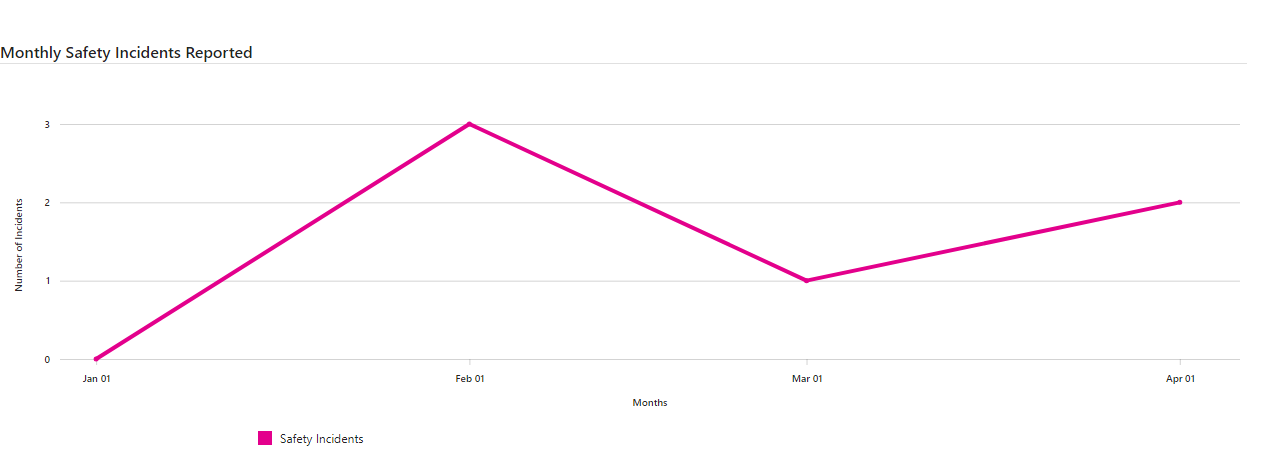 Monthly Safety Incidents Reported
3
2
1
0
Number of Incidents
Jan 01
Feb 01
Mar 01
Apr 01
Months
Safety Incidents